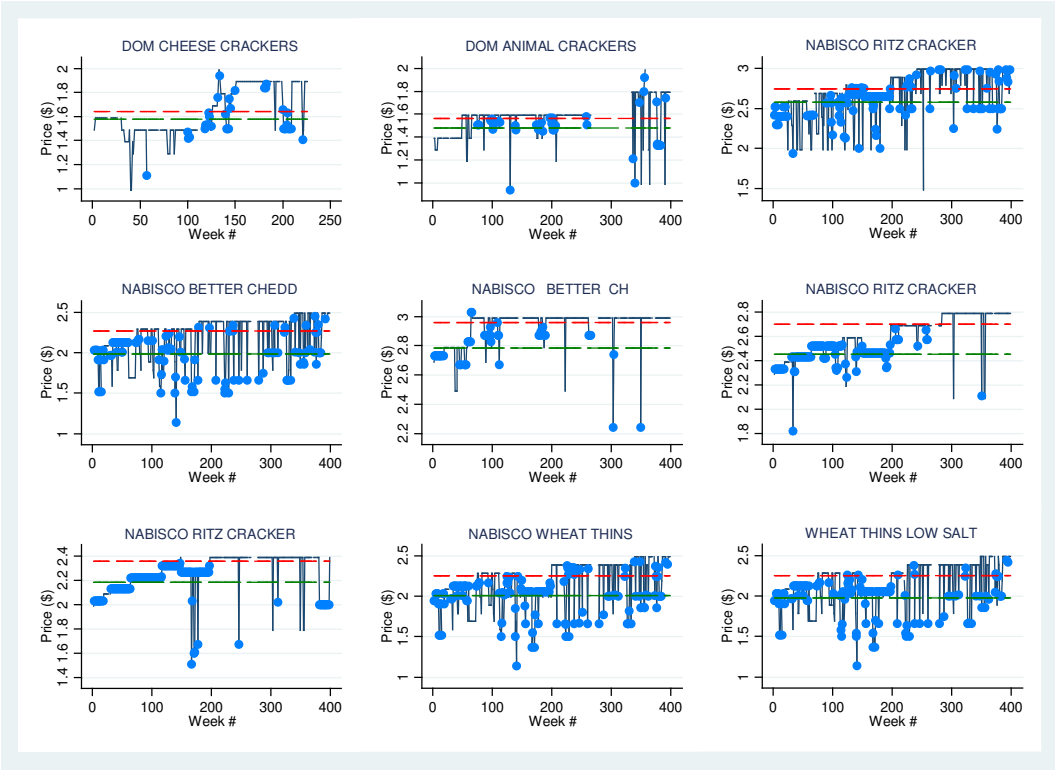 DOM CHEESE CRACKERS
Price ($)
1 1.2 1.4 1.6 1.8 2
0 50 100 150 200 250
Week #
DOM ANIMAL CRACKERS
Price ($)
1 1.2 1.4 1.6 1.8 2
0 100 200 300 400
Week #
NABISCO RITZ CRACKER
Price ($)
1.5 2 2.5 3
0 100 200 300 400
Week #
NABISCO BETTER CHEDD
Price ($)
1 1.5 2 2.5
0 100 200 300 400
Week #
NABISCO BETTER CH
Price ($)
2.2 2.4 2.6 2.8 3
0 100 200 300 400
Week #
NABISCO RITZ CRACKER
Price ($)
1.8 2 2.2 2.4 2.6 2.8
0 100 200 300 400
Week #
NABISCO RITZ CRACKER
Price ($)
1.4 1.6 1.8 2 2.2 2.4
0 100 200 300 400
Week #
NABISCO WHEAT THINS
Price ($)
1 1.5 2 2.5
0 100 200 300 400
Week #
WHEAT THINS LOW SALT
Price ($)
1 1.5 2 2.5
0 100 200 300 400
Week #